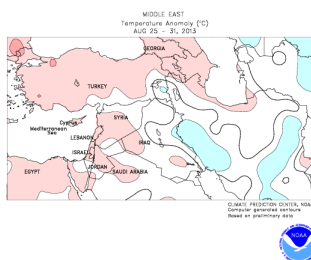 MIDDLE EAST
Temperature Anomaly (°C)
AUG 25 - 31, 2013
GEORGIA
TURKEY
Cyprus
SYRIA
Mediterranean
Sea
LEBANON
ISRAEL
IRAQ
JORDAN
EGYPT
SAUDI ARABIA
CLIMATE PREDICTION CENTER, NOAA
Computer generated contours
Based on preliminary data
NOAA